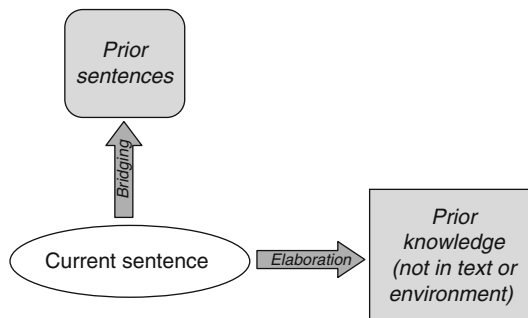 Prior
sentences
Bridging
Current sentence
Elaboration
Prior
knowledge
(not in text or
environment)